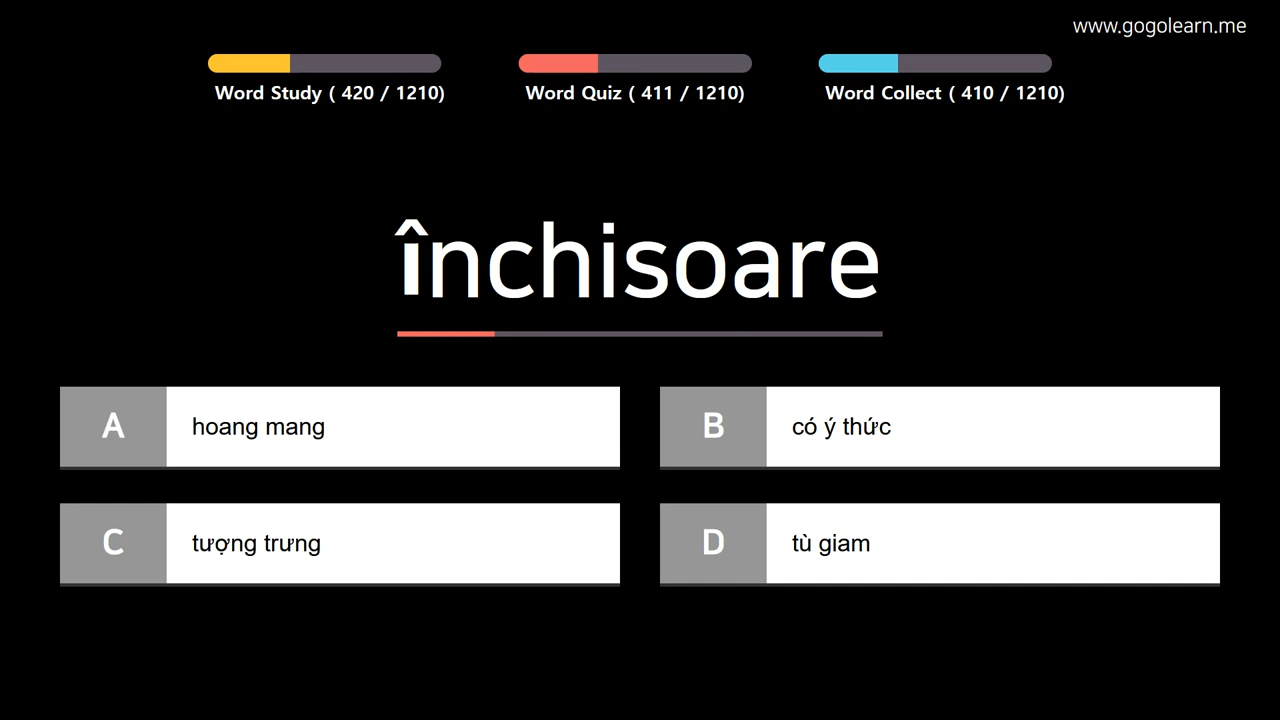 www.gogolearn.me
Word Study ( 420 / 1210)
Word Quiz ( 411 / 1210)
Word Collect ( 410 / 1210)
închisoare
A
hoang mang
B
có ý thức
C
tượng trưng
D
tù giam